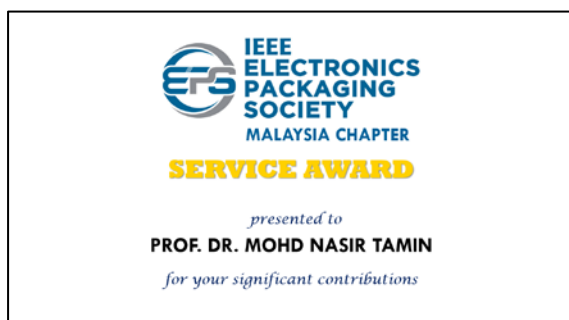 EPS
IEEE
ELECTRONICS
PACKAGING
SOCIETY
MALAYSIA CHAPTER
SERVICE AWARD
presented to
PROF. DR. MOHD NASIR TAMIN
for your significant contributions